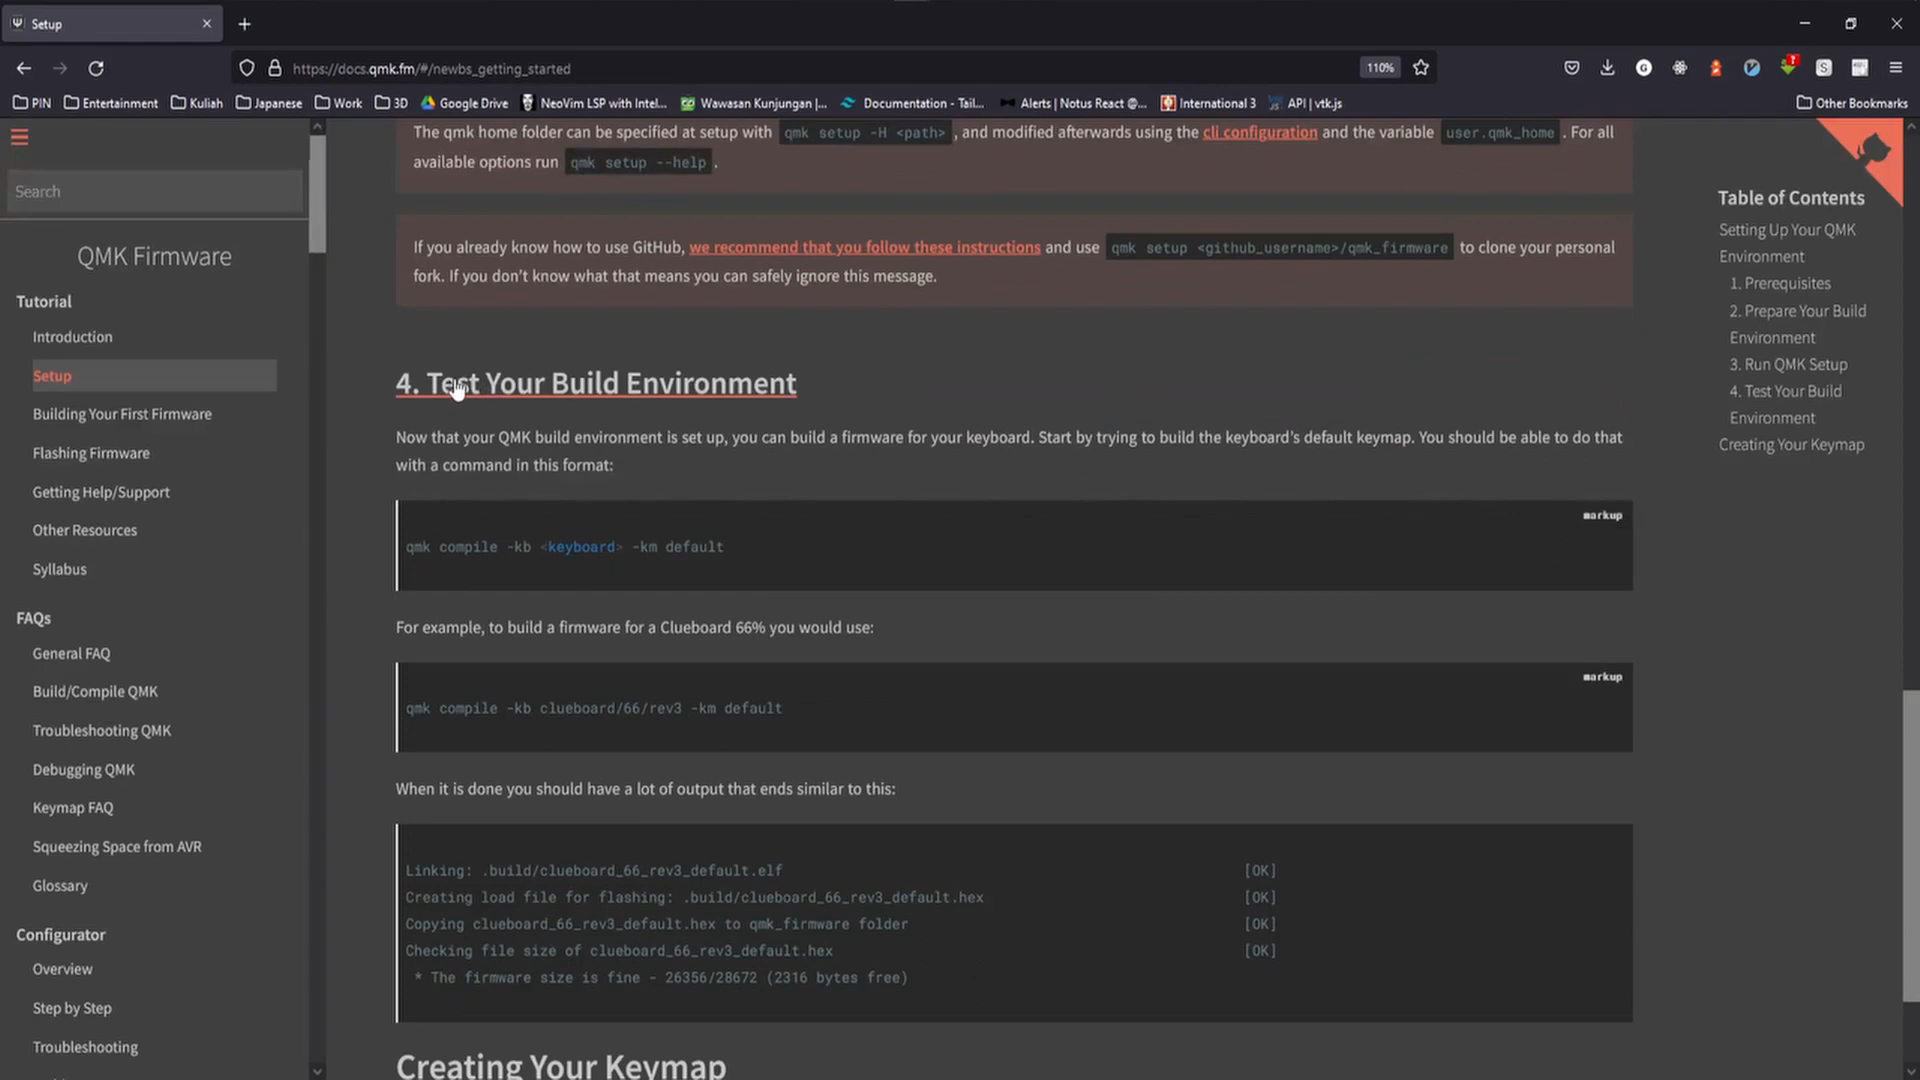 Setup
https://docs.qmk.fm/#/newbs_getting_started
110%
PIN
Entertainment
Kuliah
Japanese
Work
3D
Google Drive
NeoVim LSP with Intel...
Wawasan Kunjungan |...
Documentation - Tail...
Alerts | Notus React @...
International 3
API | vtk.js
Other Bookmarks
Search
QMK Firmware
Tutorial
Introduction
Setup
Building Your First Firmware
Flashing Firmware
Getting Help/Support
Other Resources
Syllabus
FAQs
General FAQ
Build/Compile QMK
Troubleshooting QMK
Debugging QMK
Keymap FAQ
Squeezing Space from AVR
Glossary
Configurator
Overview
Step by Step
Troubleshooting
The qmk home folder can be specified at setup with qmk setup -H <path> , and modified afterwards using the cli configuration and the variable user.qmk_home . For all
available options run qmk setup --help .
If you already know how to use GitHub, we recommend that you follow these instructions and use qmk setup <github_username>/qmk_firmware to clone your personal
fork. If you don't know what that means you can safely ignore this message.
4. Test Your Build Environment
Now that your QMK build environment is set up, you can build a firmware for your keyboard. Start by trying to build the keyboard's default keymap. You should be able to do that
with a command in this format:
markup
qmk compile -kb <keyboard> -km default
For example, to build a firmware for a Clueboard 66% you would use:
markup
qmk compile -kb clueboard/66/rev3 -km default
When it is done you should have a lot of output that ends similar to this:
Linking: .build/clueboard_66_rev3_default.elf [OK]
Creating load file for flashing: .build/clueboard_66_rev3_default.hex [OK]
Copying clueboard_66_rev3_default.hex to qmk_firmware folder [OK]
Checking file size of clueboard_66_rev3_default.hex [OK]
* The firmware size is fine - 26356/28672 (2316 bytes free)
Creating Your Keymap
Table of Contents
Setting Up Your QMK
Environment
1. Prerequisites
2. Prepare Your Build
Environment
3. Run QMK Setup
4. Test Your Build
Environment
Creating Your Keymap